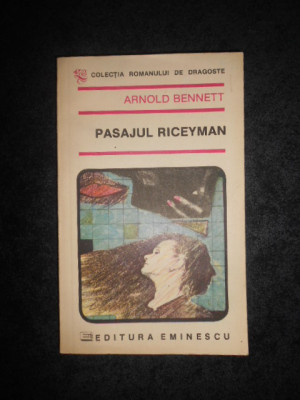 COLECȚIA ROMANULUI DE DRAGOSTE
ARNOLD BENNETT
PASAJUL RICEYMAN
EDITURA EMINESCU